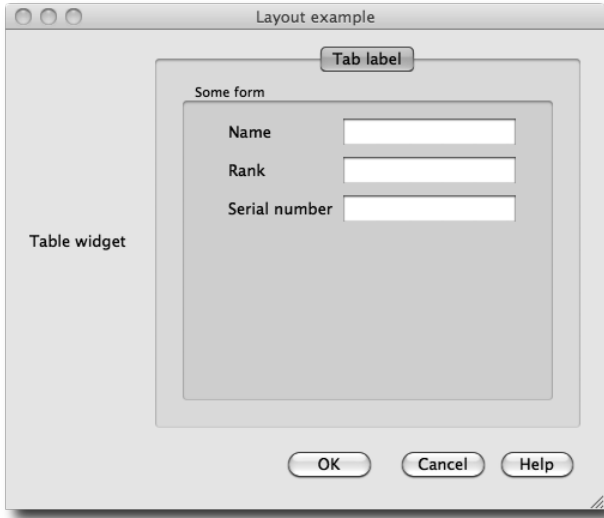 Layout example
Tab label
Some form
Name
Rank
Serial number
Table widget
OK Cancel Help